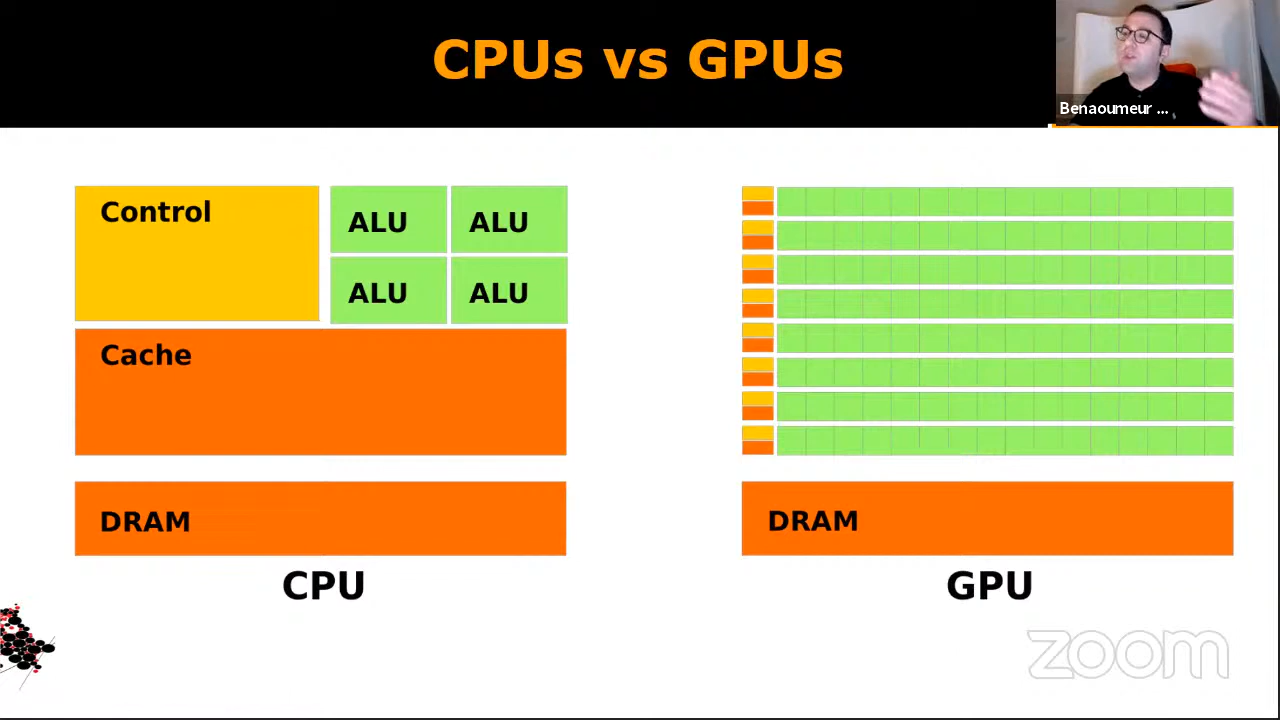 CPUs vs GPUs
Benaoumeur ...
Control
ALU ALU
ALU ALU
Cache
DRAM
CPU
DRAM
GPU
zoom